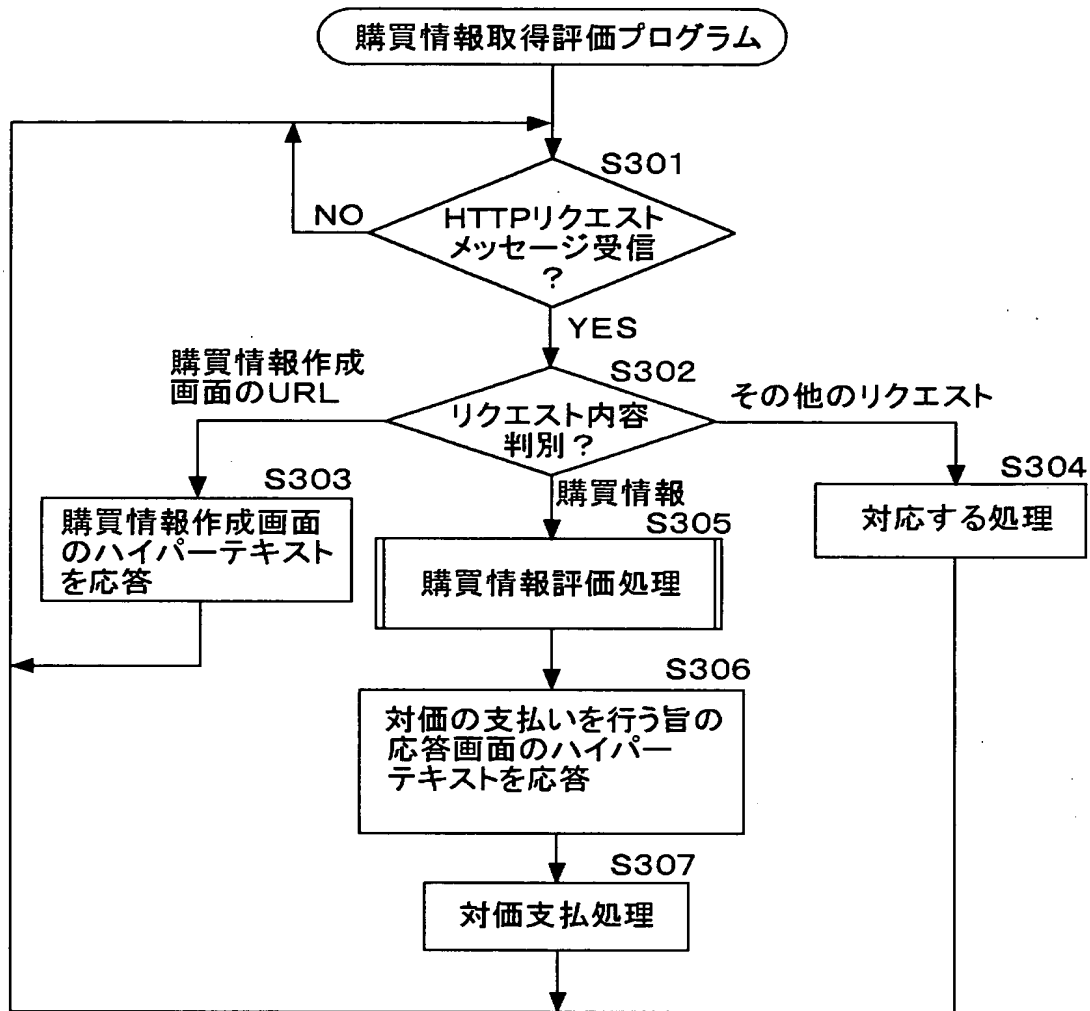 購買情報取得評価プログラム
S301
NO
HTTPリクエスト
メッセージ受信
?
YES
購買情報作成
画面のURL
S302
その他のリクエスト
リクエスト内容
判別?
S303
購買情報
S304
購買情報作成画面
のハイパーテキスト
を応答
S305
対応する処理
購買情報評価処理
S306
対価の支払いを行う旨の
応答画面のハイパー
テキストを応答
S307
対価支払処理